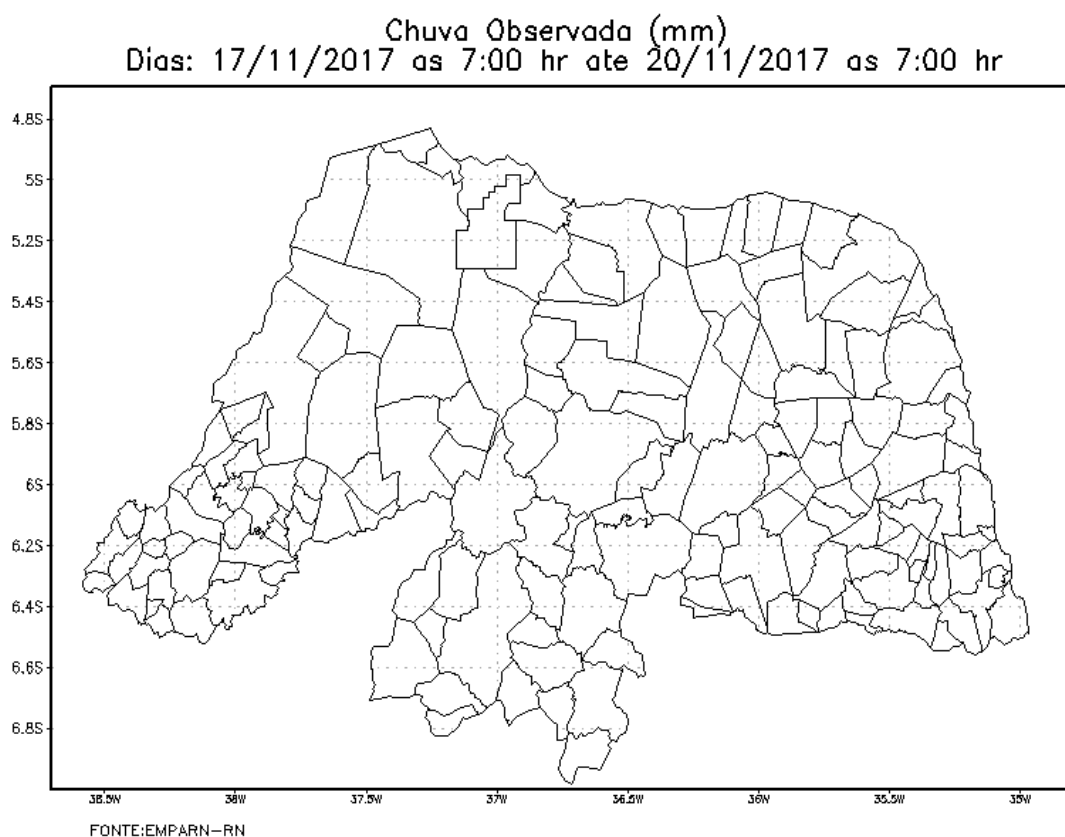 Chuva Observada (mm)
Dias: 17/11/2017 as 7:00 hr ate 20/11/2017 as 7:00 hr
4.8S
5S
5.2S
5.4S
5.6S
5.8S
6S
6.2S
6.4S
6.6S
6.8S
38.5W 38W 37.5W 37W 36.5W 36W 35.5W 35W
FONTE:EMPARN-RN